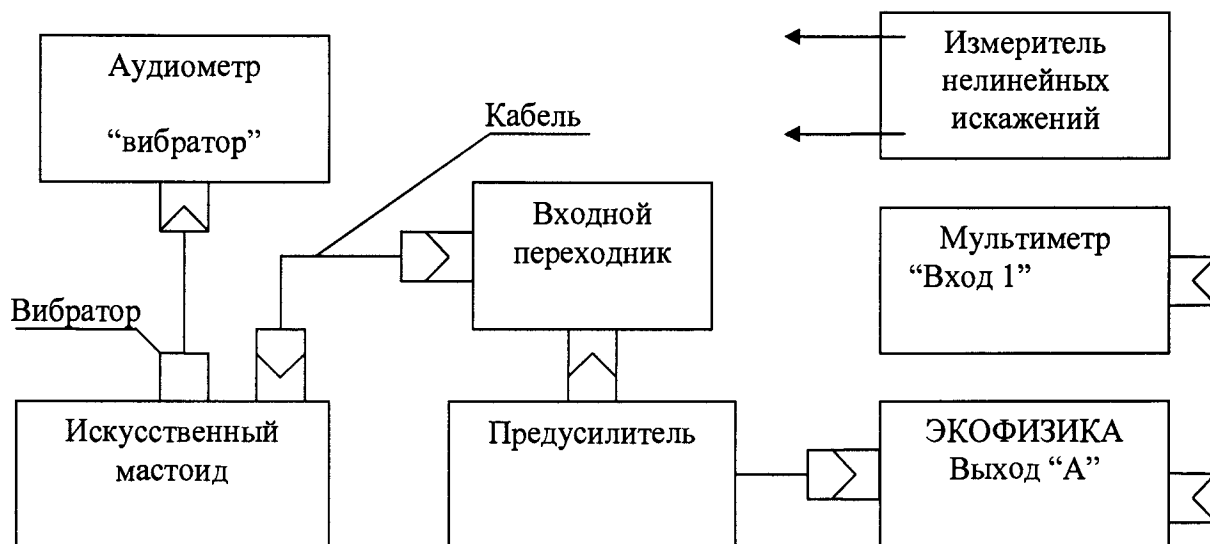 Аудиометр
“вибратор”
Кабель
Измеритель
нелинейных
искажений
Входной
переходник
Мультиметр
“Вход 1”
Вибратор
Искусственный
мастоид
Предусилитель
ЭКОФИЗИКА
Выход “А”